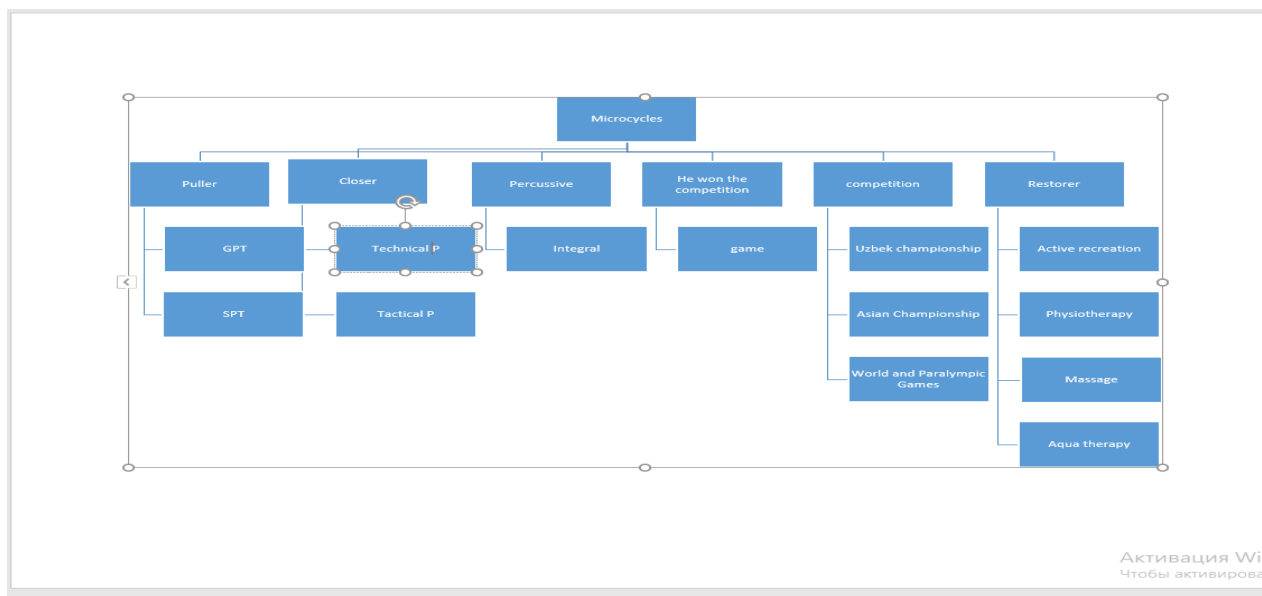 Microcycles
Puller
Closer
Percussive
He won the
competition
competition
Restorer
GPT
Technical P
Integral
game
Uzbek championship
Active recreation
SPT
Tactical P
Asian Championship
Physiotherapy
World and Paralympic
Games
Massage
Aqua therapy
Активация Wi
Чтобы активирова